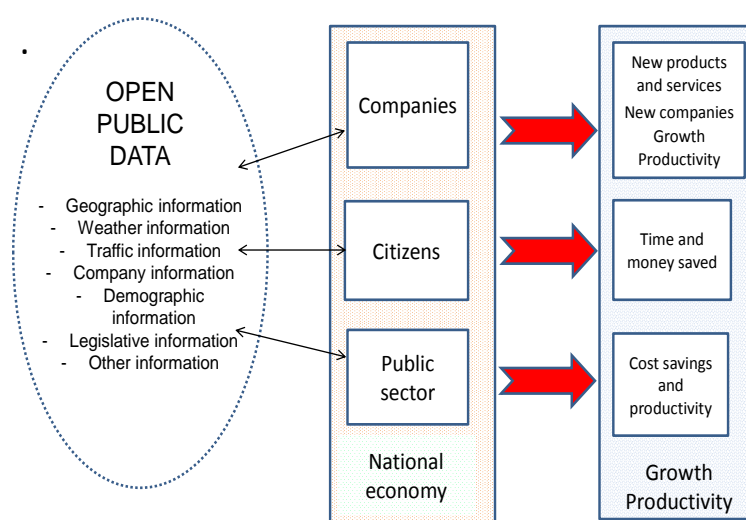 .
OPEN
PUBLIC
DATA
- Geographic information
- Weather information
- Traffic information
- Company information
- Demographic
information
- Legislative information
- Other information
Companies
Citizens
Public
sector
National
economy
New products
and services
New companies
Growth
Productivity
Time and
money saved
Cost savings
and
productivity
Growth
Productivity